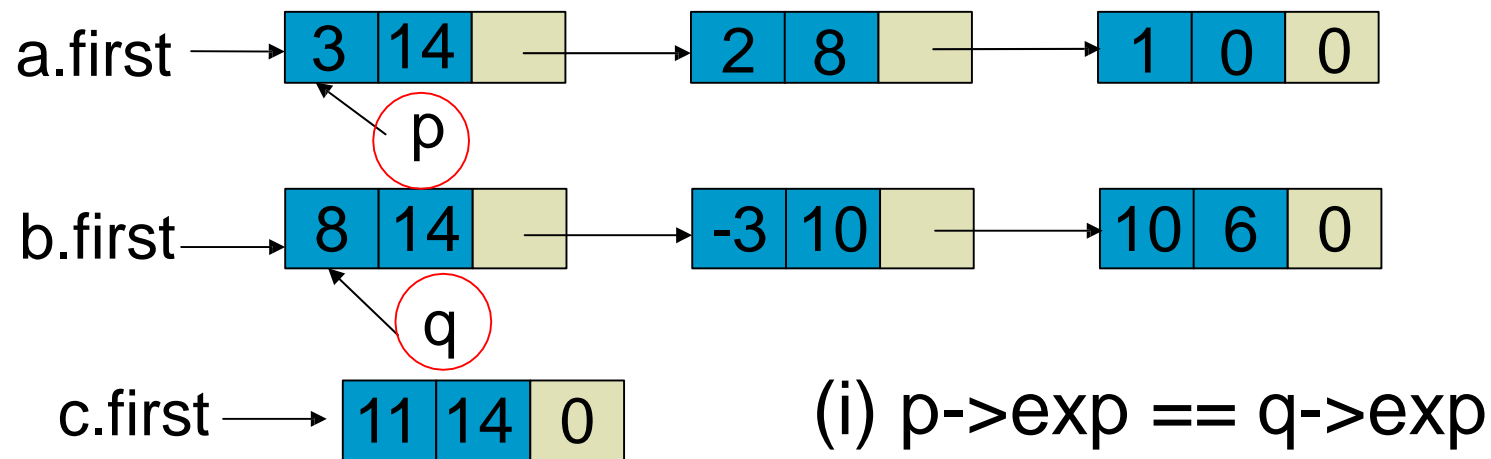 a.first 3 14 2 8 1 0 0
p
b.first 8 14 -3 10 10 6 0
q
c.first 11 14 0 (i) p->exp == q->exp